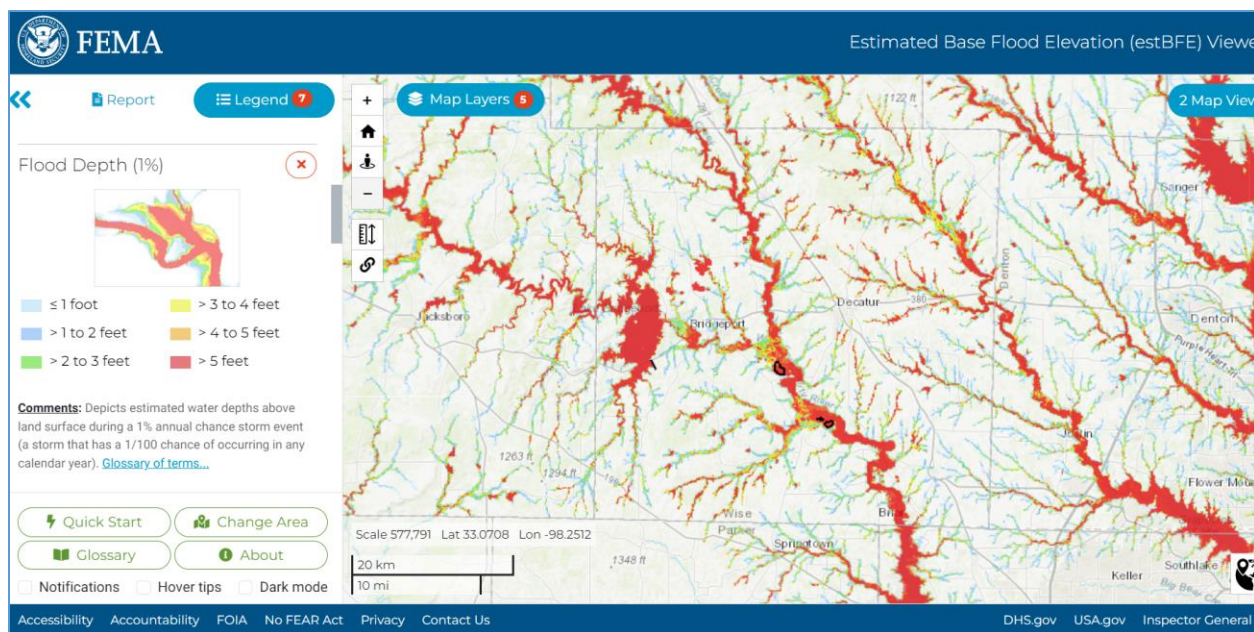 FEMA
Estimated Base Flood Elevation (estBFE) Viewe
Report
Legend 7
Map Layers 5
2 Map View
Flood Depth (1%)
≤ 1 foot
> 3 to 4 feet
> 1 to 2 feet
> 4 to 5 feet
> 2 to 3 feet
> 5 feet
Comments: Depicts estimated water depths above
land surface during a 1% annual chance storm event
(a storm that has a 1/100 chance of occurring in any
calendar year). Glossary of terms...
Quick Start
Change Area
Glossary
About
Notifications
Hover tips
Dark mode
1122 ft
Sanger
Denton
Decatur
380
Jacksboro
Bridgeport
Denton
Purple Heart Trl
Justin
1263 ft
1294 ft
Flower Mou
Wise
Parker
Briar
Scale 577,791 Lat 33.0708 Lon -98.2512
Springtown
1348 ft
20 km
10 mi
Southlake
Keller
Big Bear
Accessibility
Accountability
FOIA
No FEAR Act
Privacy
Contact Us
DHS.gov
USA.gov
Inspector General